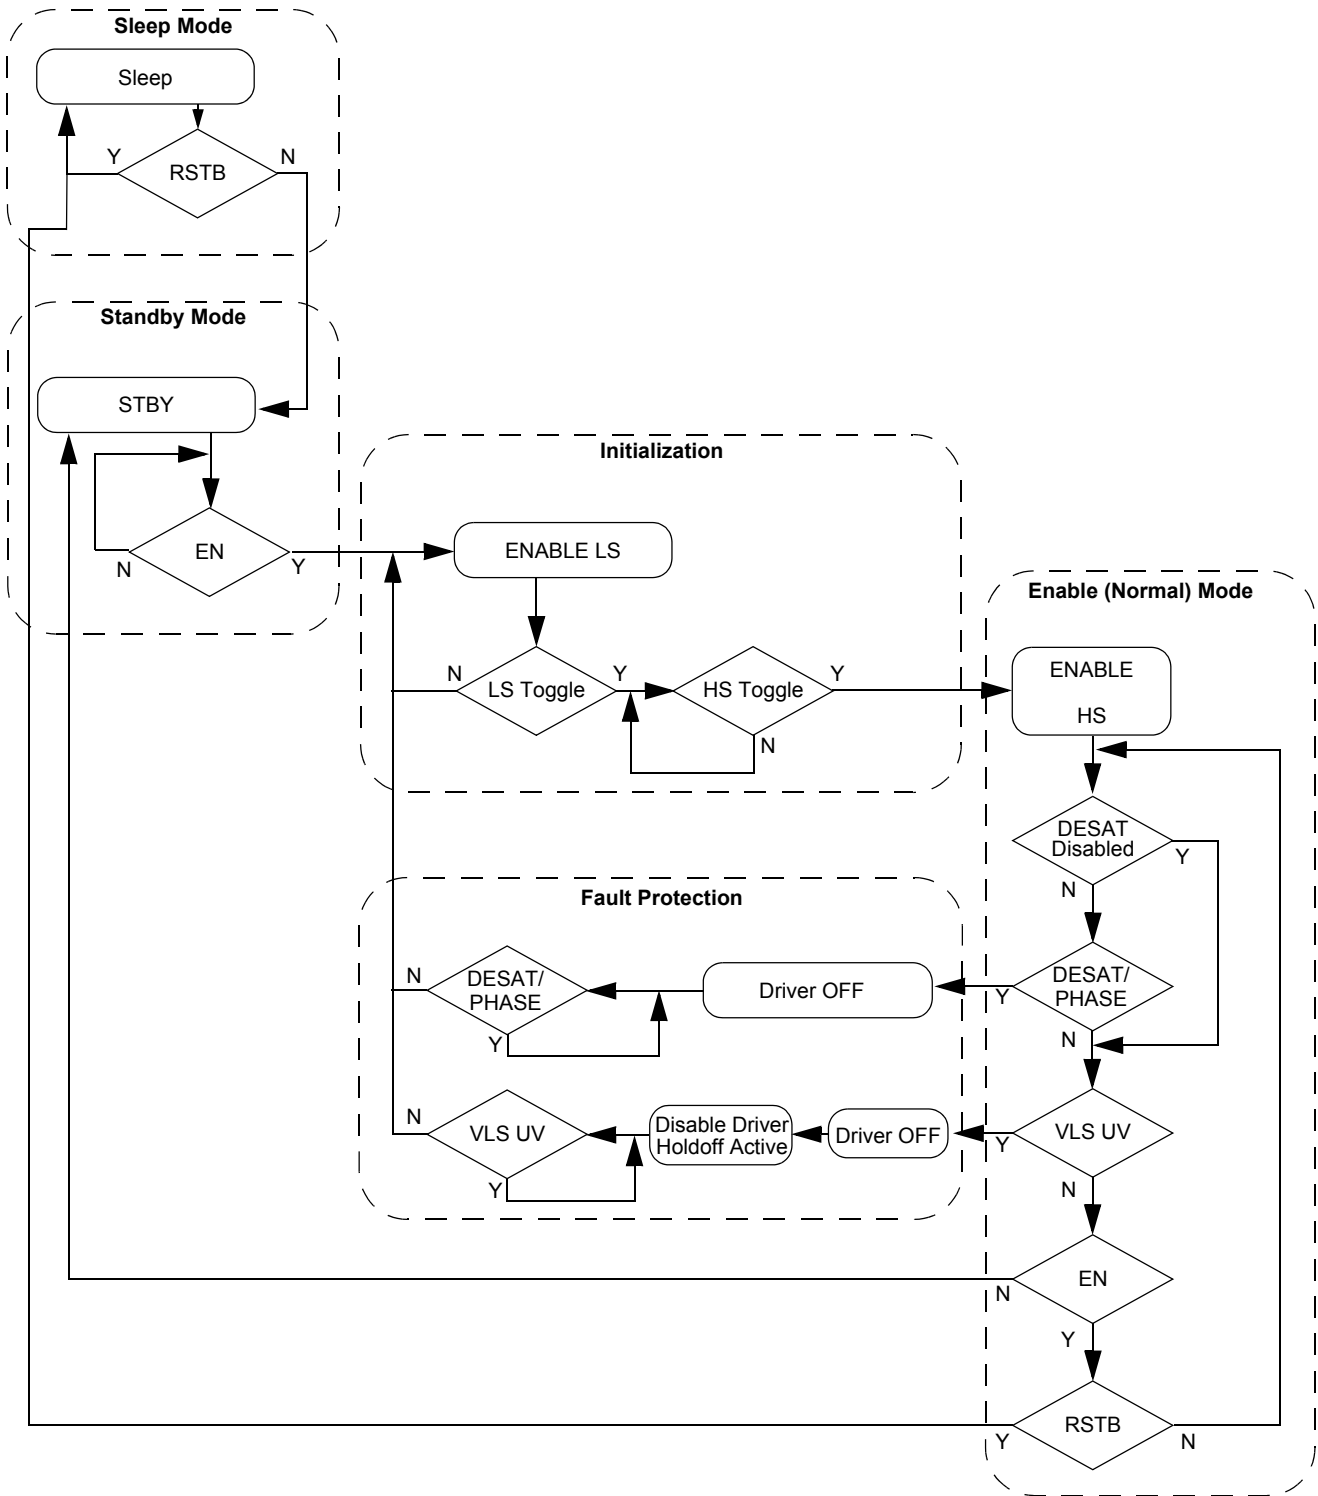 Sleep Mode
Sleep
Y
N
RSTB
Standby Mode
STBY
EN
N
Y
Initialization
ENABLE LS
N
LS Toggle
Y
HS Toggle
Y
N
Enable (Normal) Mode
ENABLE
HS
DESAT
Disabled
Y
N
DESAT/
PHASE
Y
N
VLS UV
Y
N
EN
N
Y
RSTB
Y
N
Fault Protection
N
DESAT/
PHASE
Y
Driver OFF
N
VLS UV
Y
Disable Driver
Holdoff Active
Driver OFF